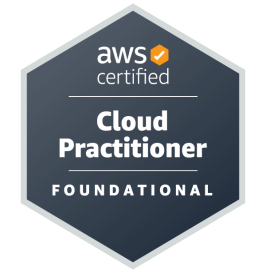 aws
certified
Cloud
Practitioner
FOUNDATIONAL